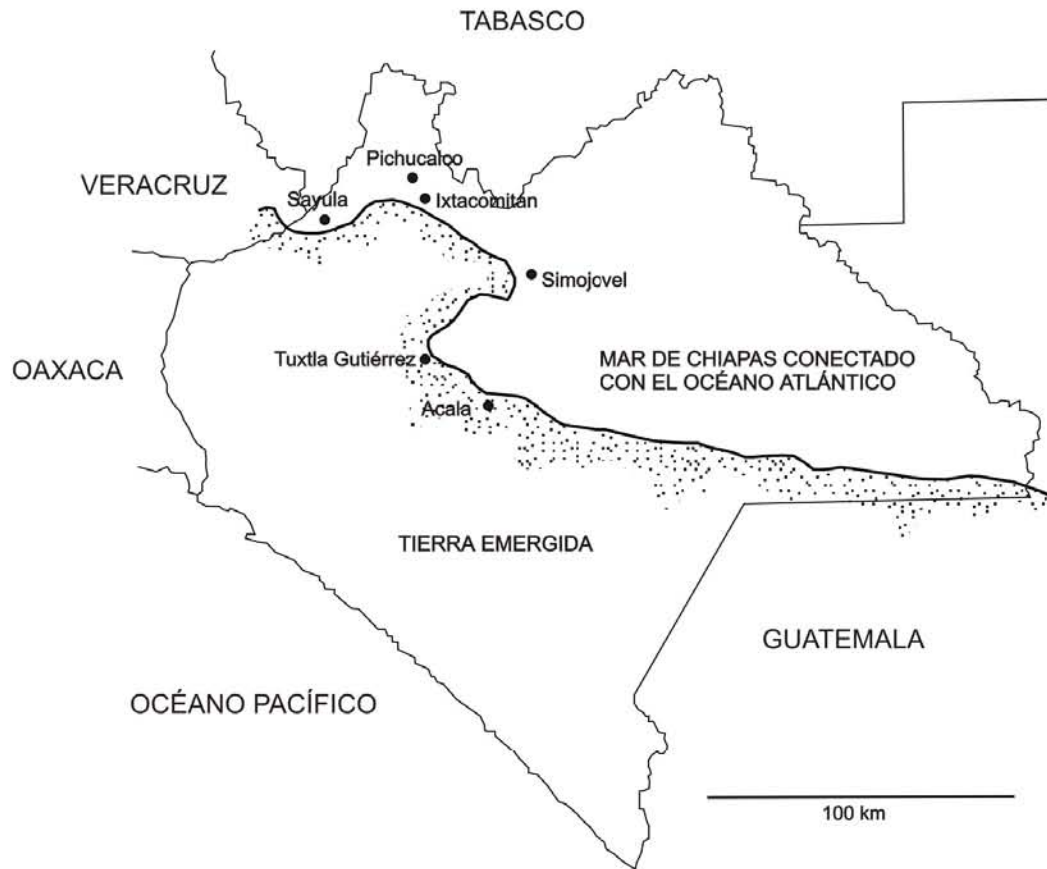 TABASCO
Pichucalco
VERACRUZ
Sayula
Ixtacomitán
Simojovel
Tuxtla Gutiérrez
MAR DE CHIAPAS CONECTADO
CON EL OCÉANO ATLÁNTICO
OAXACA
Acala
TIERRA EMERGIDA
GUATEMALA
OCÉANO PACÍFICO
100 km